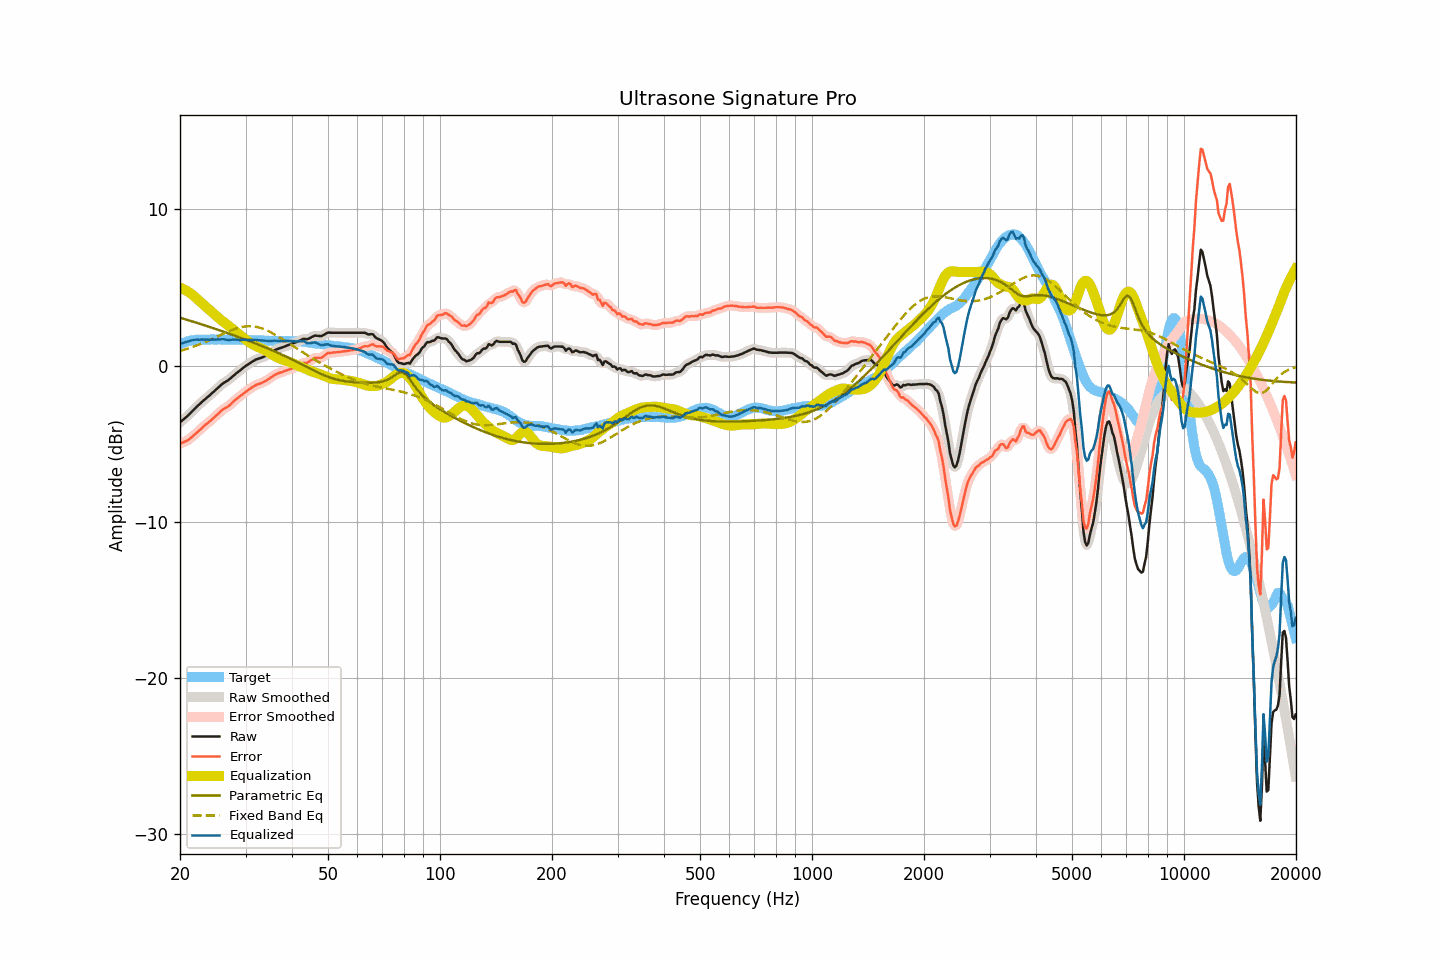 Ultrasone Signature Pro
Amplitude (dBr)
10
0
−10
−20
−30
Target
Raw Smoothed
Error Smoothed
Raw
Error
Equalization
Parametric Eq
Fixed Band Eq
Equalized
20 50 100 200 500 1000 2000 5000 10000 20000
Frequency (Hz)